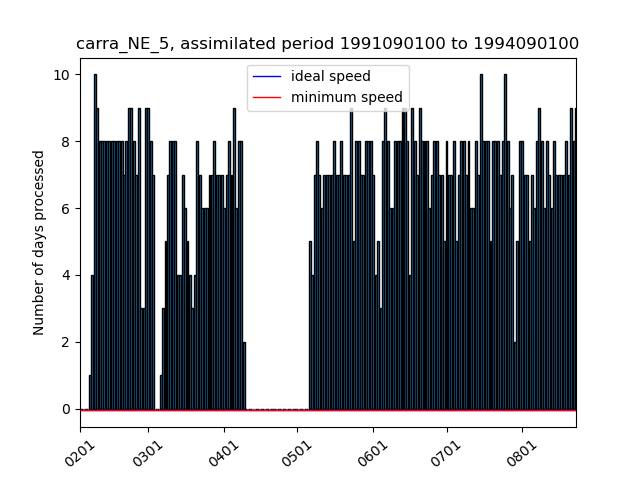 carra_NE_5, assimilated period 1991090100 to 1994090100
ideal speed
minimum speed
Number of days processed
10
8
6
4
2
0
0201 0301 0401 0501 0601 0701 0801